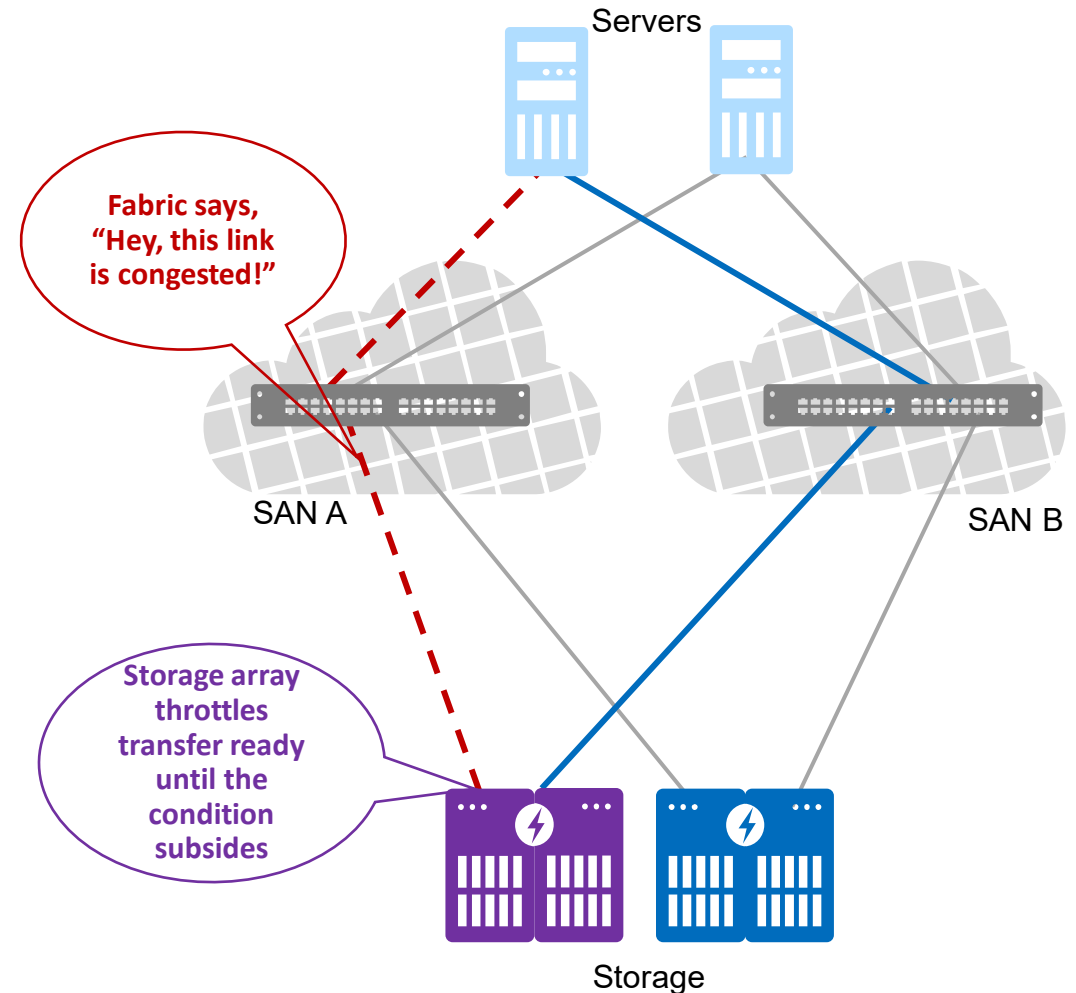 Servers
Fabric says,
“Hey, this link
is congested!”
SAN A
SAN B
Storage array
throttles
transfer ready
until the
condition
subsides
Storage